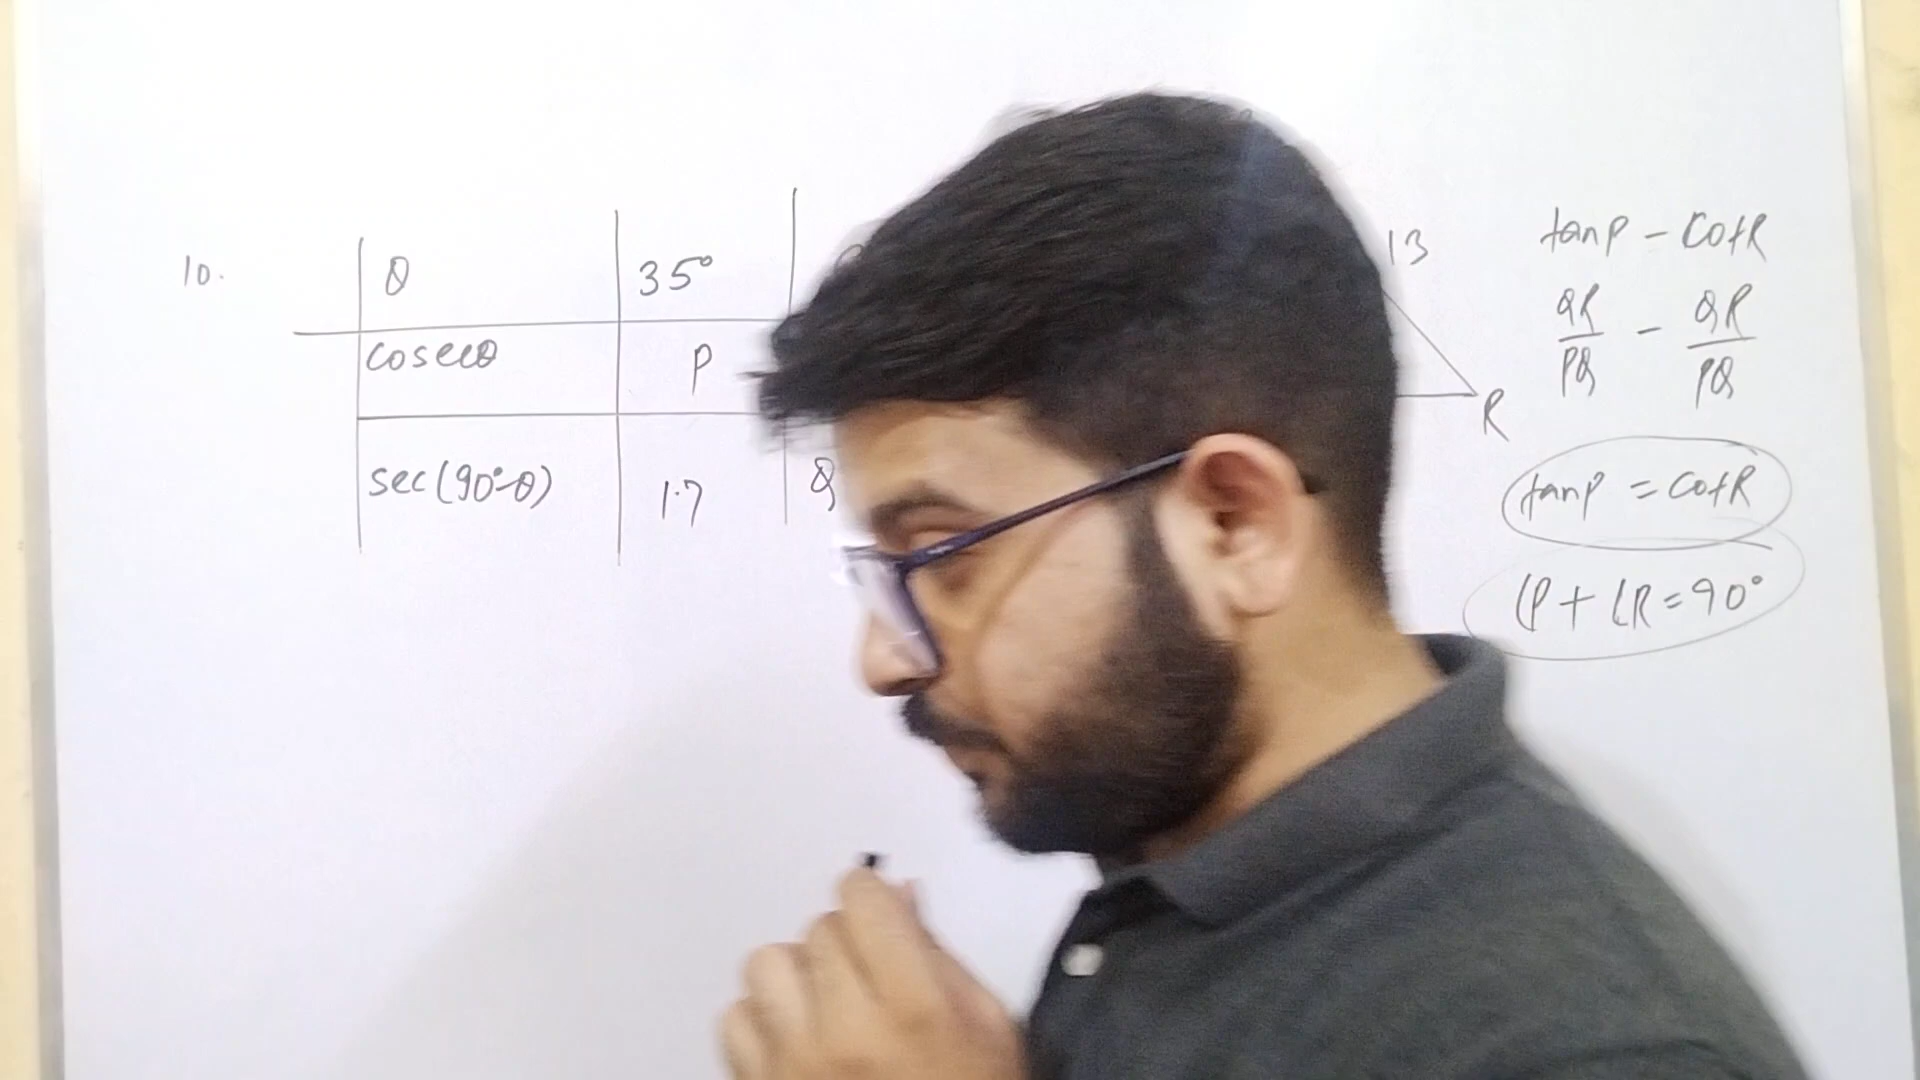 10.
θ 35°
cosecθ P
sec(90°-θ) 1.7 Q
13
R
tanP - CotR
QR/PQ - QR/PQ
tanP = CotR
∠P + ∠R = 90°